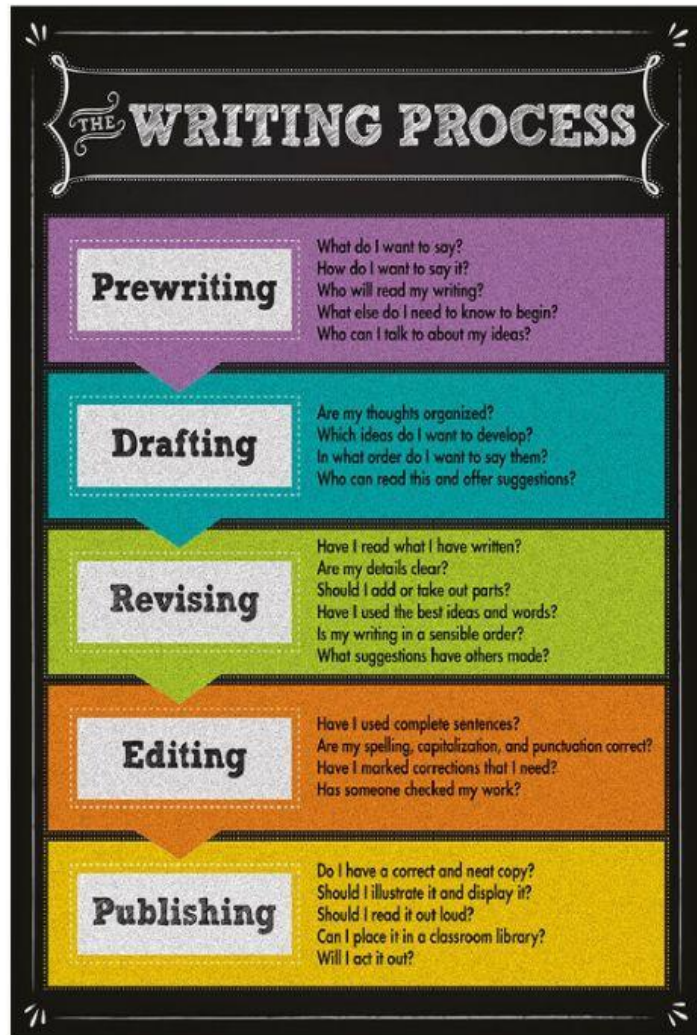 THE WRITING PROCESS
Prewriting
What do I want to say?
How do I want to say it?
Who will read my writing?
What else do I need to know to begin?
Who can I talk to about my ideas?
Drafting
Are my thoughts organized?
Which ideas do I want to develop?
In what order do I want to say them?
Who can read this and offer suggestions?
Revising
Have I read what I have written?
Are my details clear?
Should I add or take out parts?
Have I used the best ideas and words?
Is my writing in a sensible order?
What suggestions have others made?
Editing
Have I used complete sentences?
Are my spelling, capitalization, and punctuation correct?
Have I marked corrections that I need?
Has someone checked my work?
Publishing
Do I have a correct and neat copy?
Should I illustrate it and display it?
Should I read it out loud?
Can I place it in a classroom library?
Will I act it out?